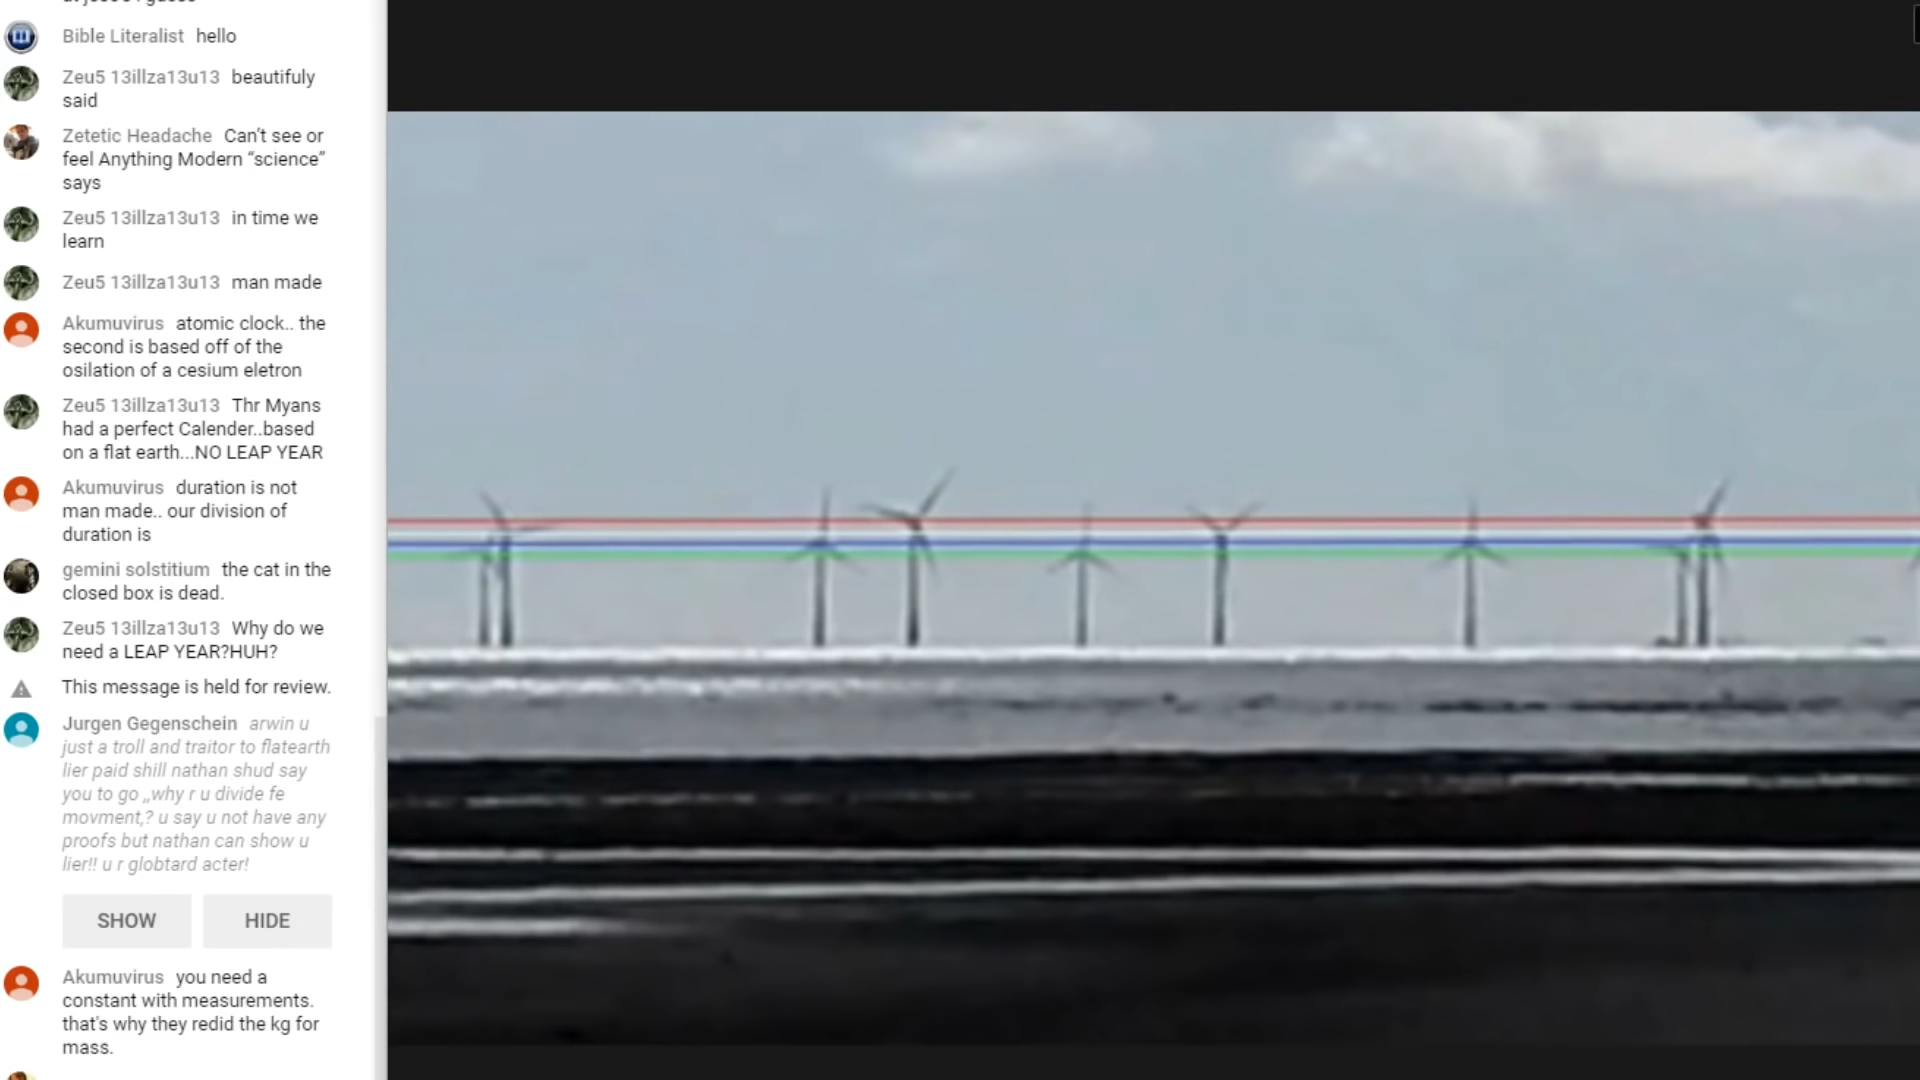 Bible Literalist hello
Zeu5 13illza13u13 beautifuly
said
Zetetic Headache Can't see or
feel Anything Modern “science”
says
Zeu5 13illza13u13 in time we
learn
Zeu5 13illza13u13 man made
Akumuvirus atomic clock.. the
second is based off of the
osilation of a cesium eletron
Zeu5 13illza13u13 Thr Myans
had a perfect Calender..based
on a flat earth...NO LEAP YEAR
Akumuvirus duration is not
man made.. our division of
duration is
gemini solstitium the cat in the
closed box is dead.
Zeu5 13illza13u13 Why do we
need a LEAP YEAR?HUH?
This message is held for review.
Jurgen Gegenschein arwin u
just a troll and traitor to flatearth
lier paid shill nathan shud say
you to go ,,why r u divide fe
movment,? u say u not have any
proofs but nathan can show u
lier!! u r globtard acter!
SHOW HIDE
Akumuvirus you need a
constant with measurements.
that's why they redid the kg for
mass.